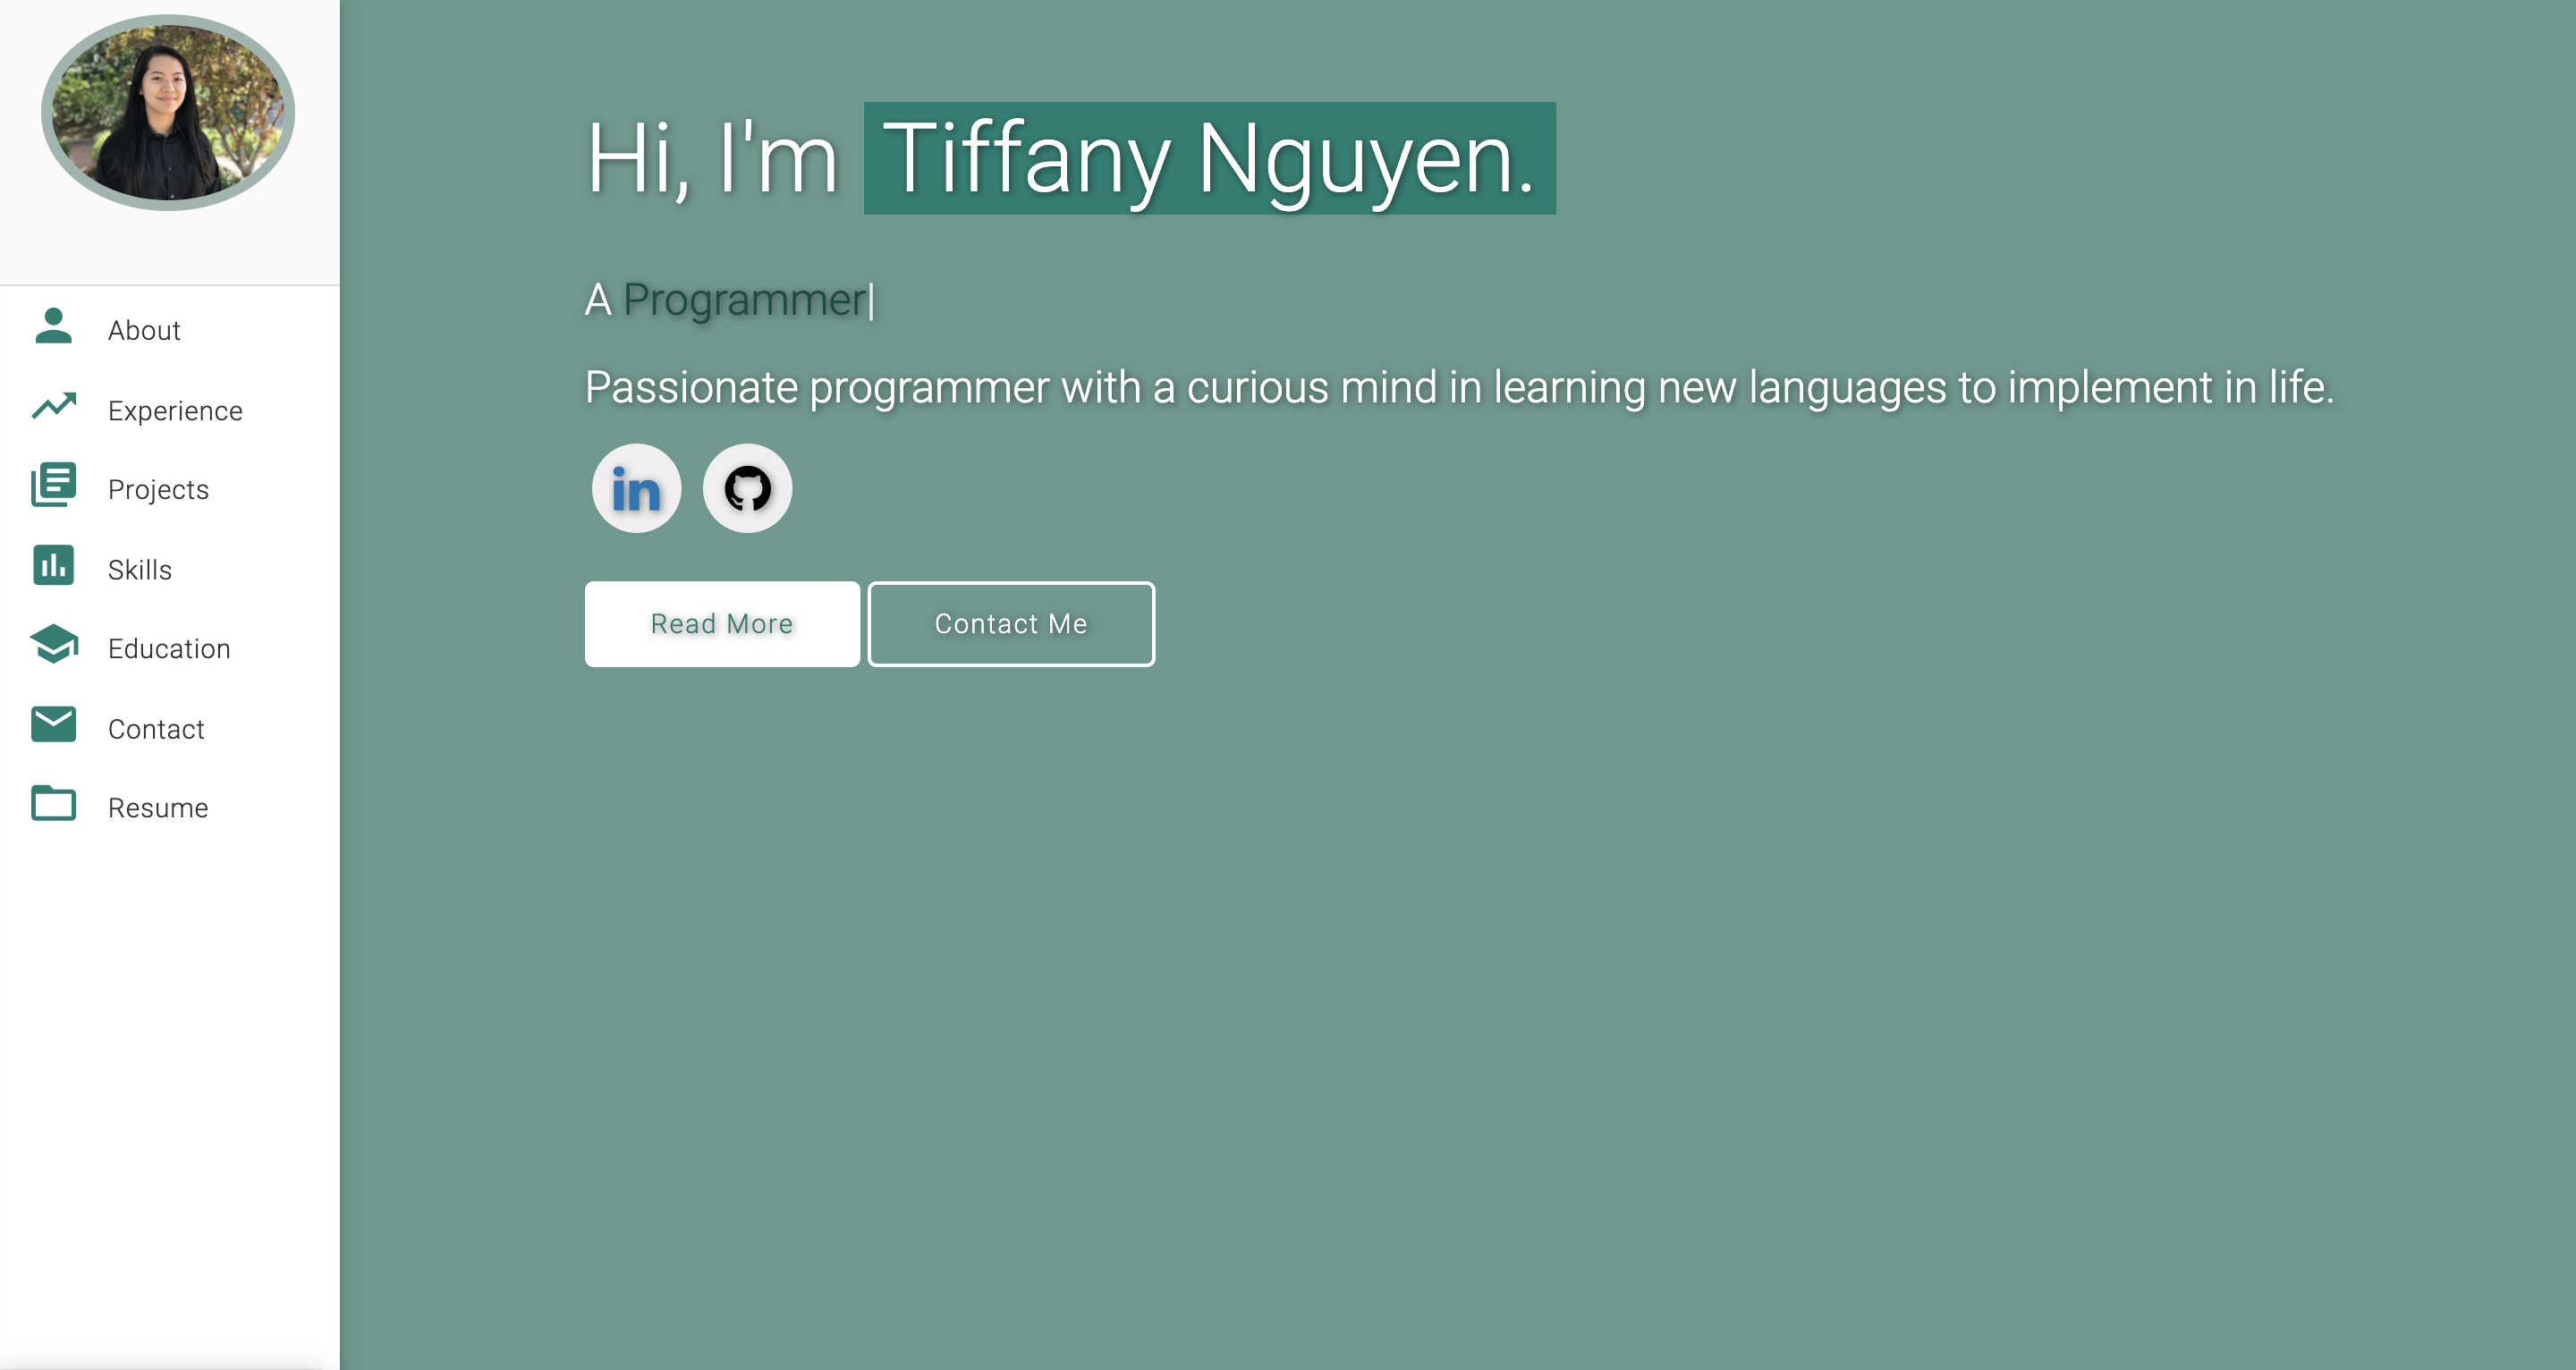 About
Experience
Projects
Skills
Education
Contact
Resume
Hi, I'm Tiffany Nguyen.
A Programmer|
Passionate programmer with a curious mind in learning new languages to implement in life.
in
Read More
Contact Me